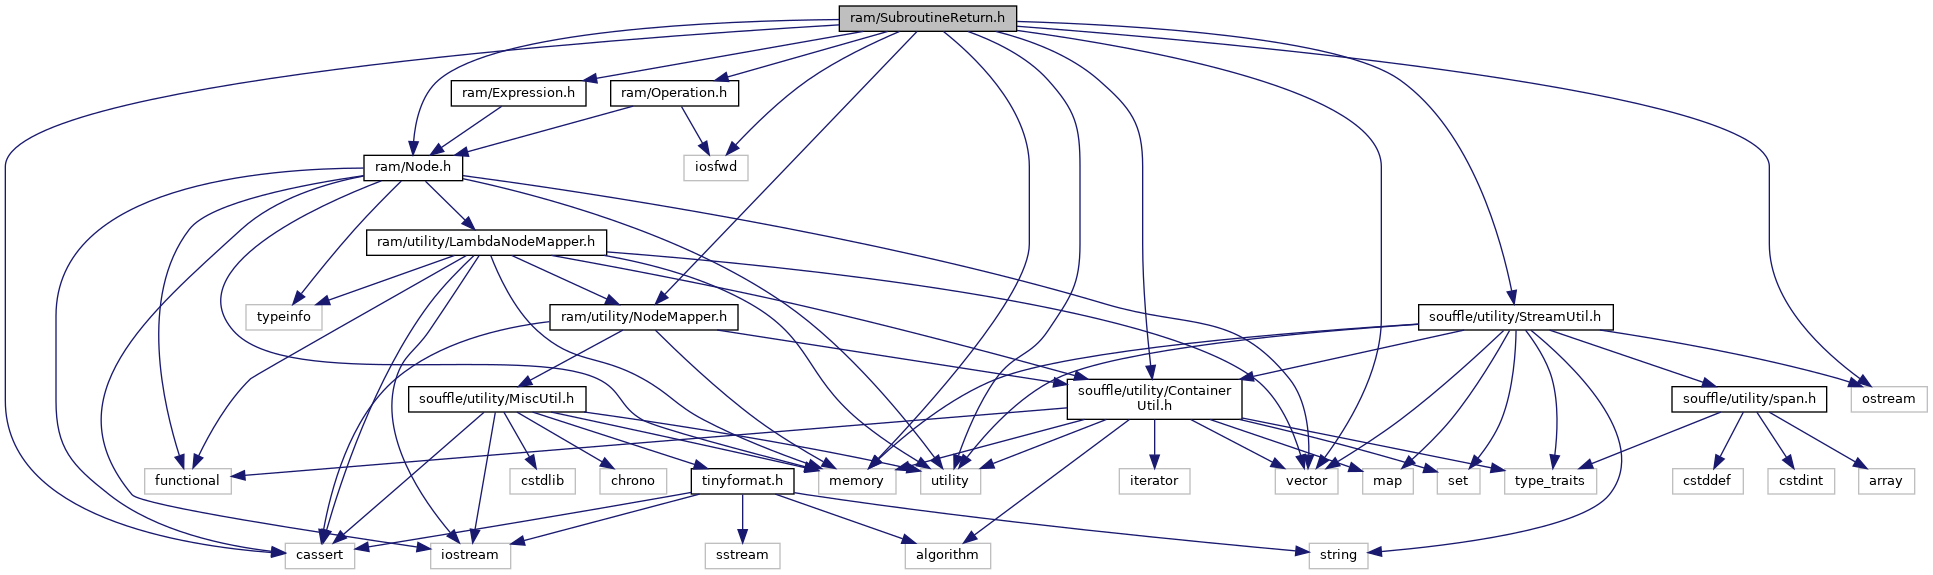 ram/SubroutineReturn.h
ram/Expression.h
ram/Operation.h
ram/Node.h
iosfwd
ram/utility/LambdaNodeMapper.h
typeinfo
ram/utility/NodeMapper.h
souffle/utility/StreamUtil.h
souffle/utility/MiscUtil.h
souffle/utility/Container
Util.h
souffle/utility/span.h
ostream
functional
cstdlib
chrono
tinyformat.h
memory
utility
iterator
vector
map
set
type_traits
cstddef
cstdint
array
cassert
iostream
sstream
algorithm
string